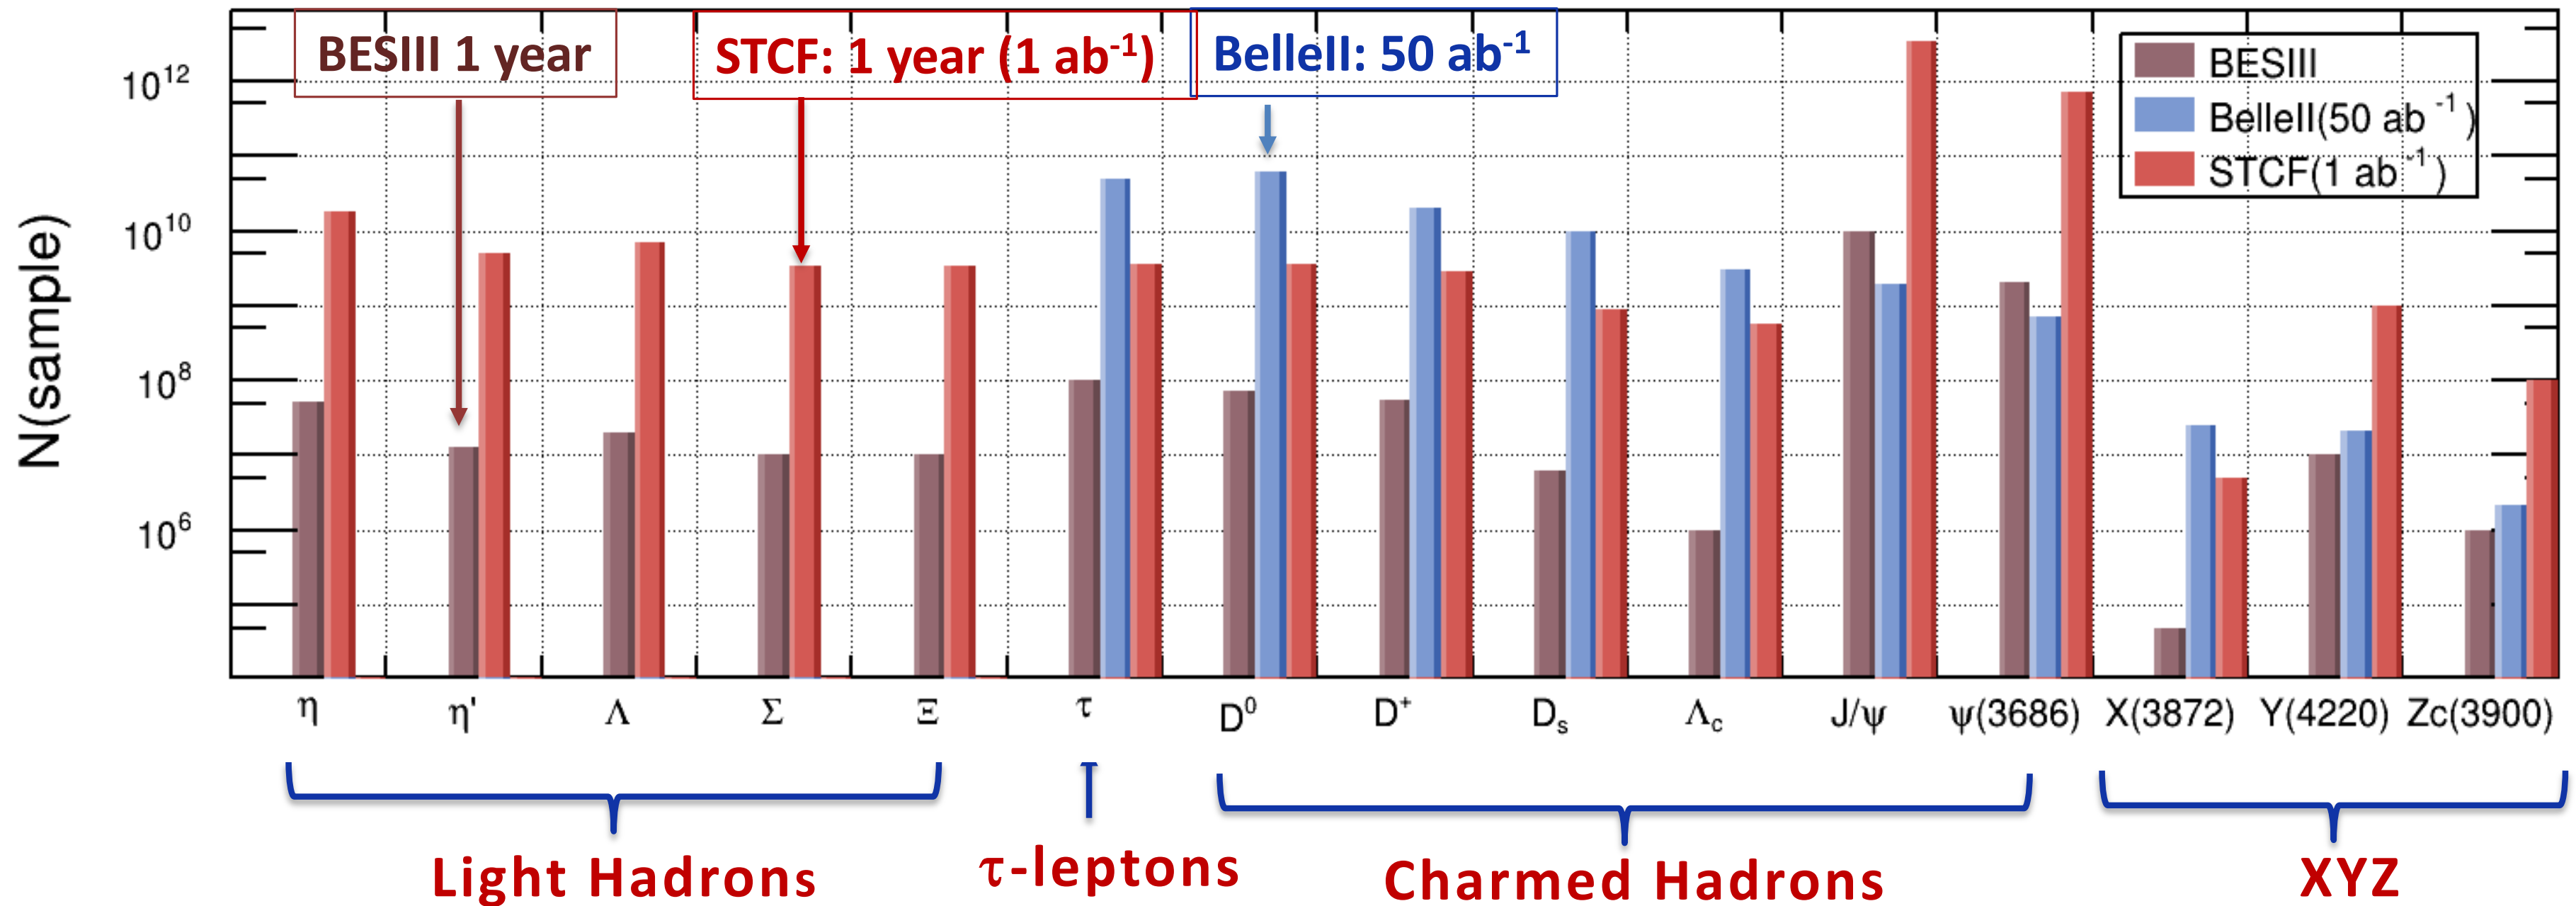 BESIII 1 year
STCF: 1 year (1 ab⁻¹)
BelleII: 50 ab⁻¹
BESIII
BelleII(50 ab ⁻¹)
STCF(1 ab⁻¹)
N(sample)
10¹²
10¹⁰
10⁸
10⁶
η η' Λ Σ Ξ τ D⁰ D⁺ Dₛ Λc J/ψ ψ(3686) X(3872) Y(4220) Zc(3900)
Light Hadrons τ-leptons Charmed Hadrons XYZ